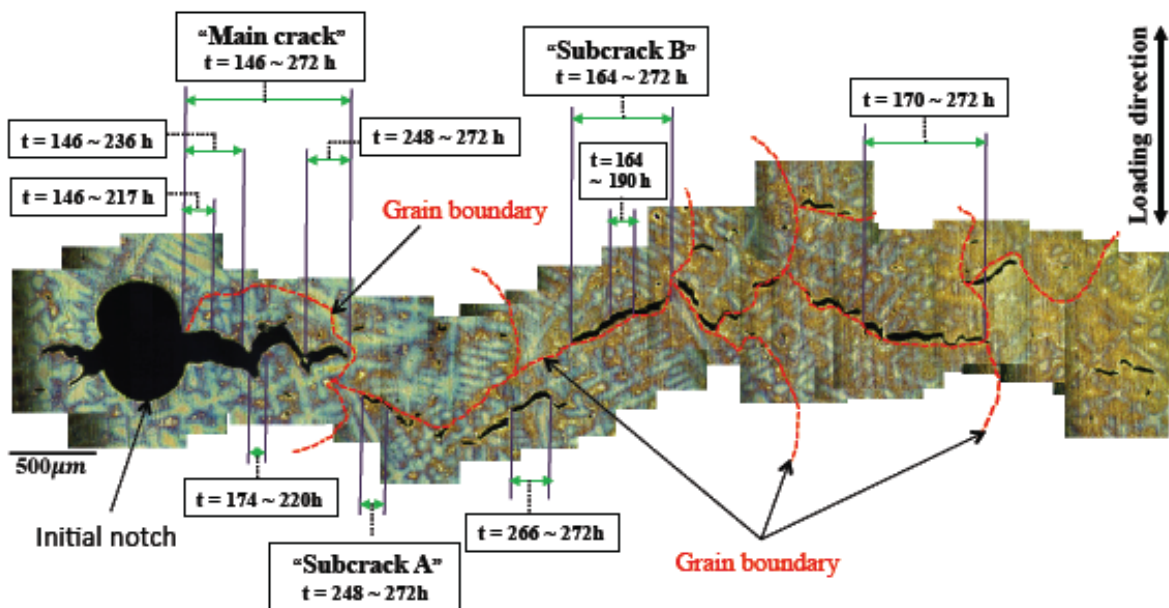 “Main crack”
t = 146 ~ 272 h
“Subcrack B”
t = 164 ~ 272 h
t = 170 ~ 272 h
Loading direction
t = 146 ~ 236 h
t = 248 ~ 272 h
t = 164
~ 190 h
t = 146 ~ 217 h
Grain boundary
500μm
t = 174 ~ 220h
t = 266 ~ 272h
Initial notch
“Subcrack A”
t = 248 ~ 272h
Grain boundary